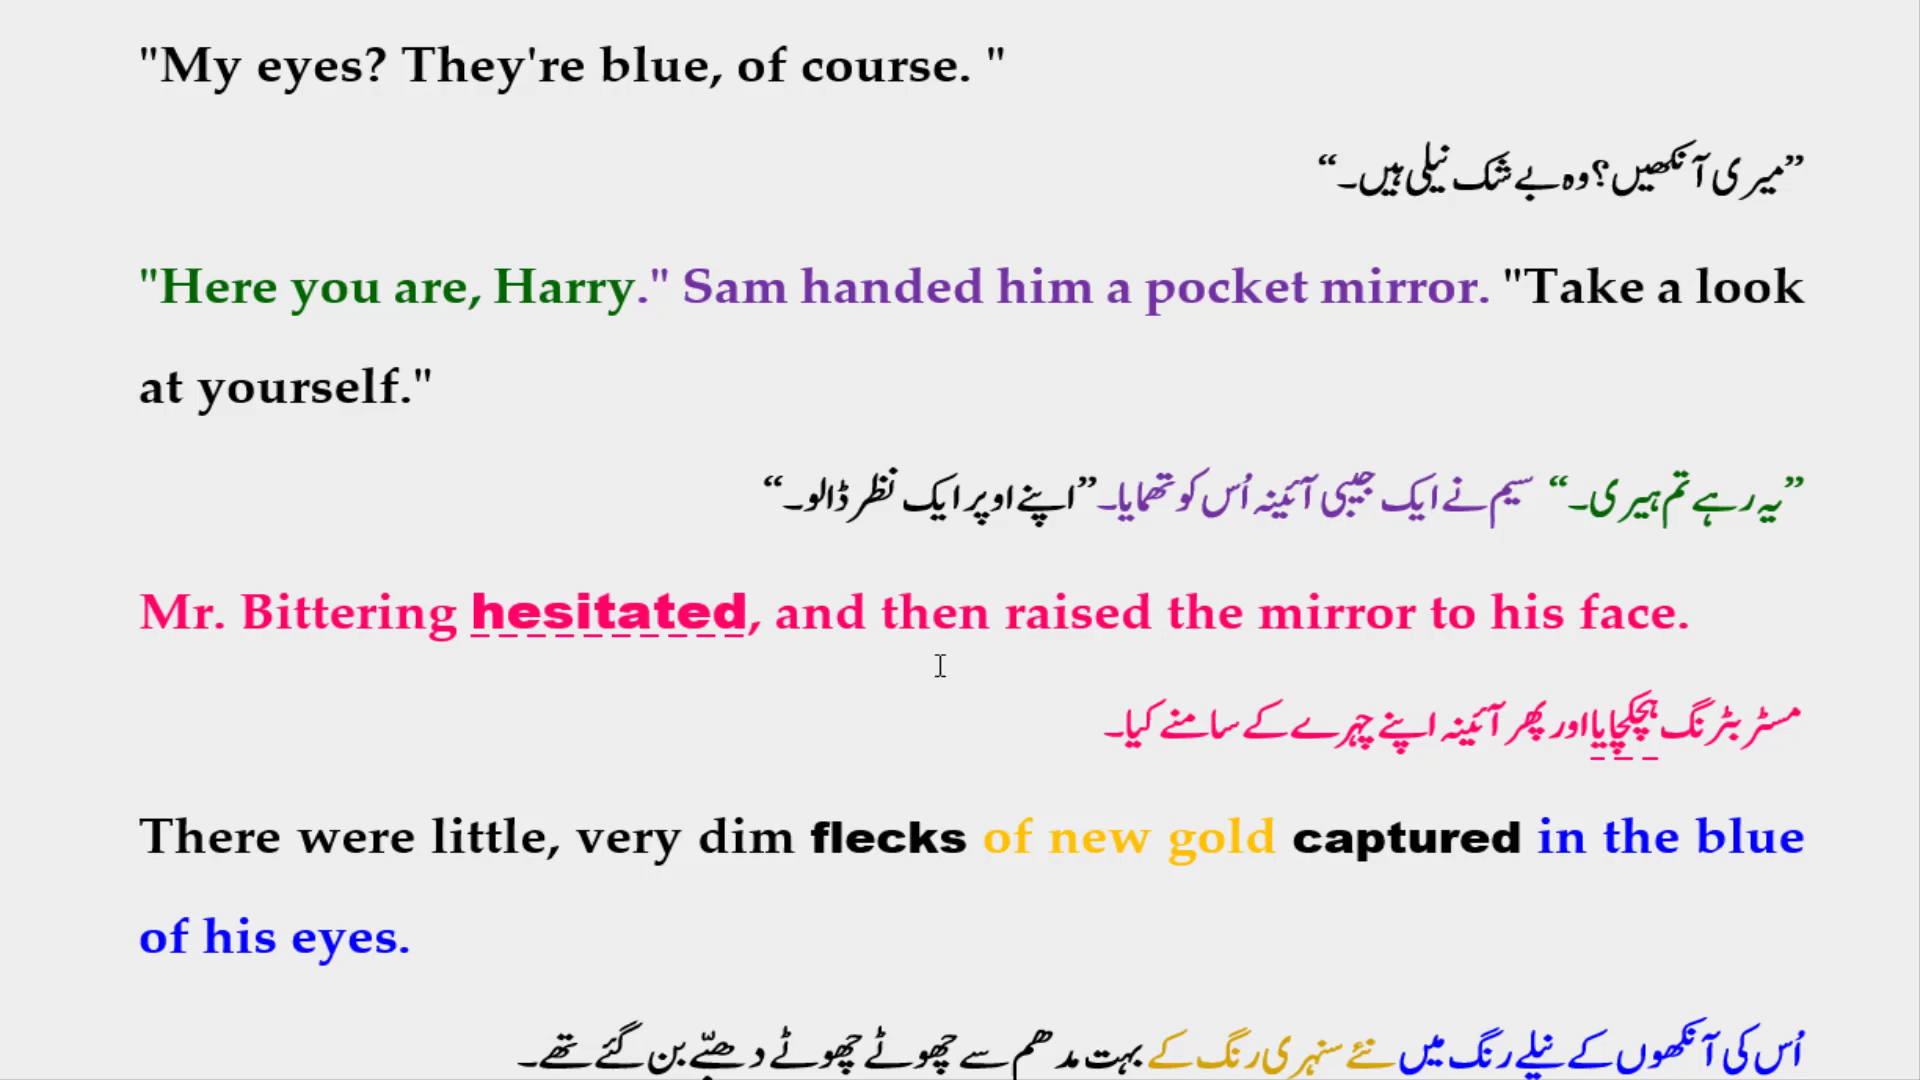 "My eyes? They're blue, of course. "
”میری آنکھیں؟ وہ بے شک نیلی ہیں۔“
"Here you are, Harry." Sam handed him a pocket mirror. "Take a look
at yourself."
”یہ رہے تم ہیری۔“ سیم نے ایک جیبی آئینہ اُس کو تھمایا۔ ”اپنے اوپر ایک نظر ڈالو۔“
Mr. Bittering hesitated, and then raised the mirror to his face.
مسٹر بٹرنگ ہچکچایا اور پھر آئینہ اپنے چہرے کے سامنے کیا۔
There were little, very dim flecks of new gold captured in the blue
of his eyes.
اُس کی آنکھوں کے نیلے رنگ میں نئے سنہری رنگ کے بہت مدھم سے چھوٹے چھوٹے دھبّے بن گئے تھے۔